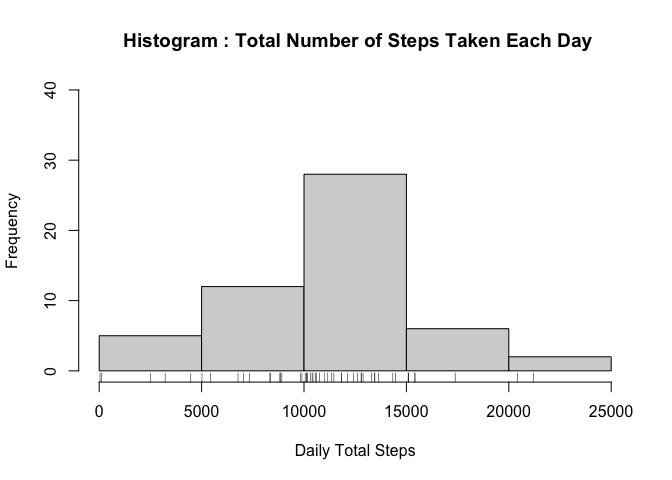 Histogram : Total Number of Steps Taken Each Day
40
30
20
10
0
Frequency
0 5000 10000 15000 20000 25000
Daily Total Steps